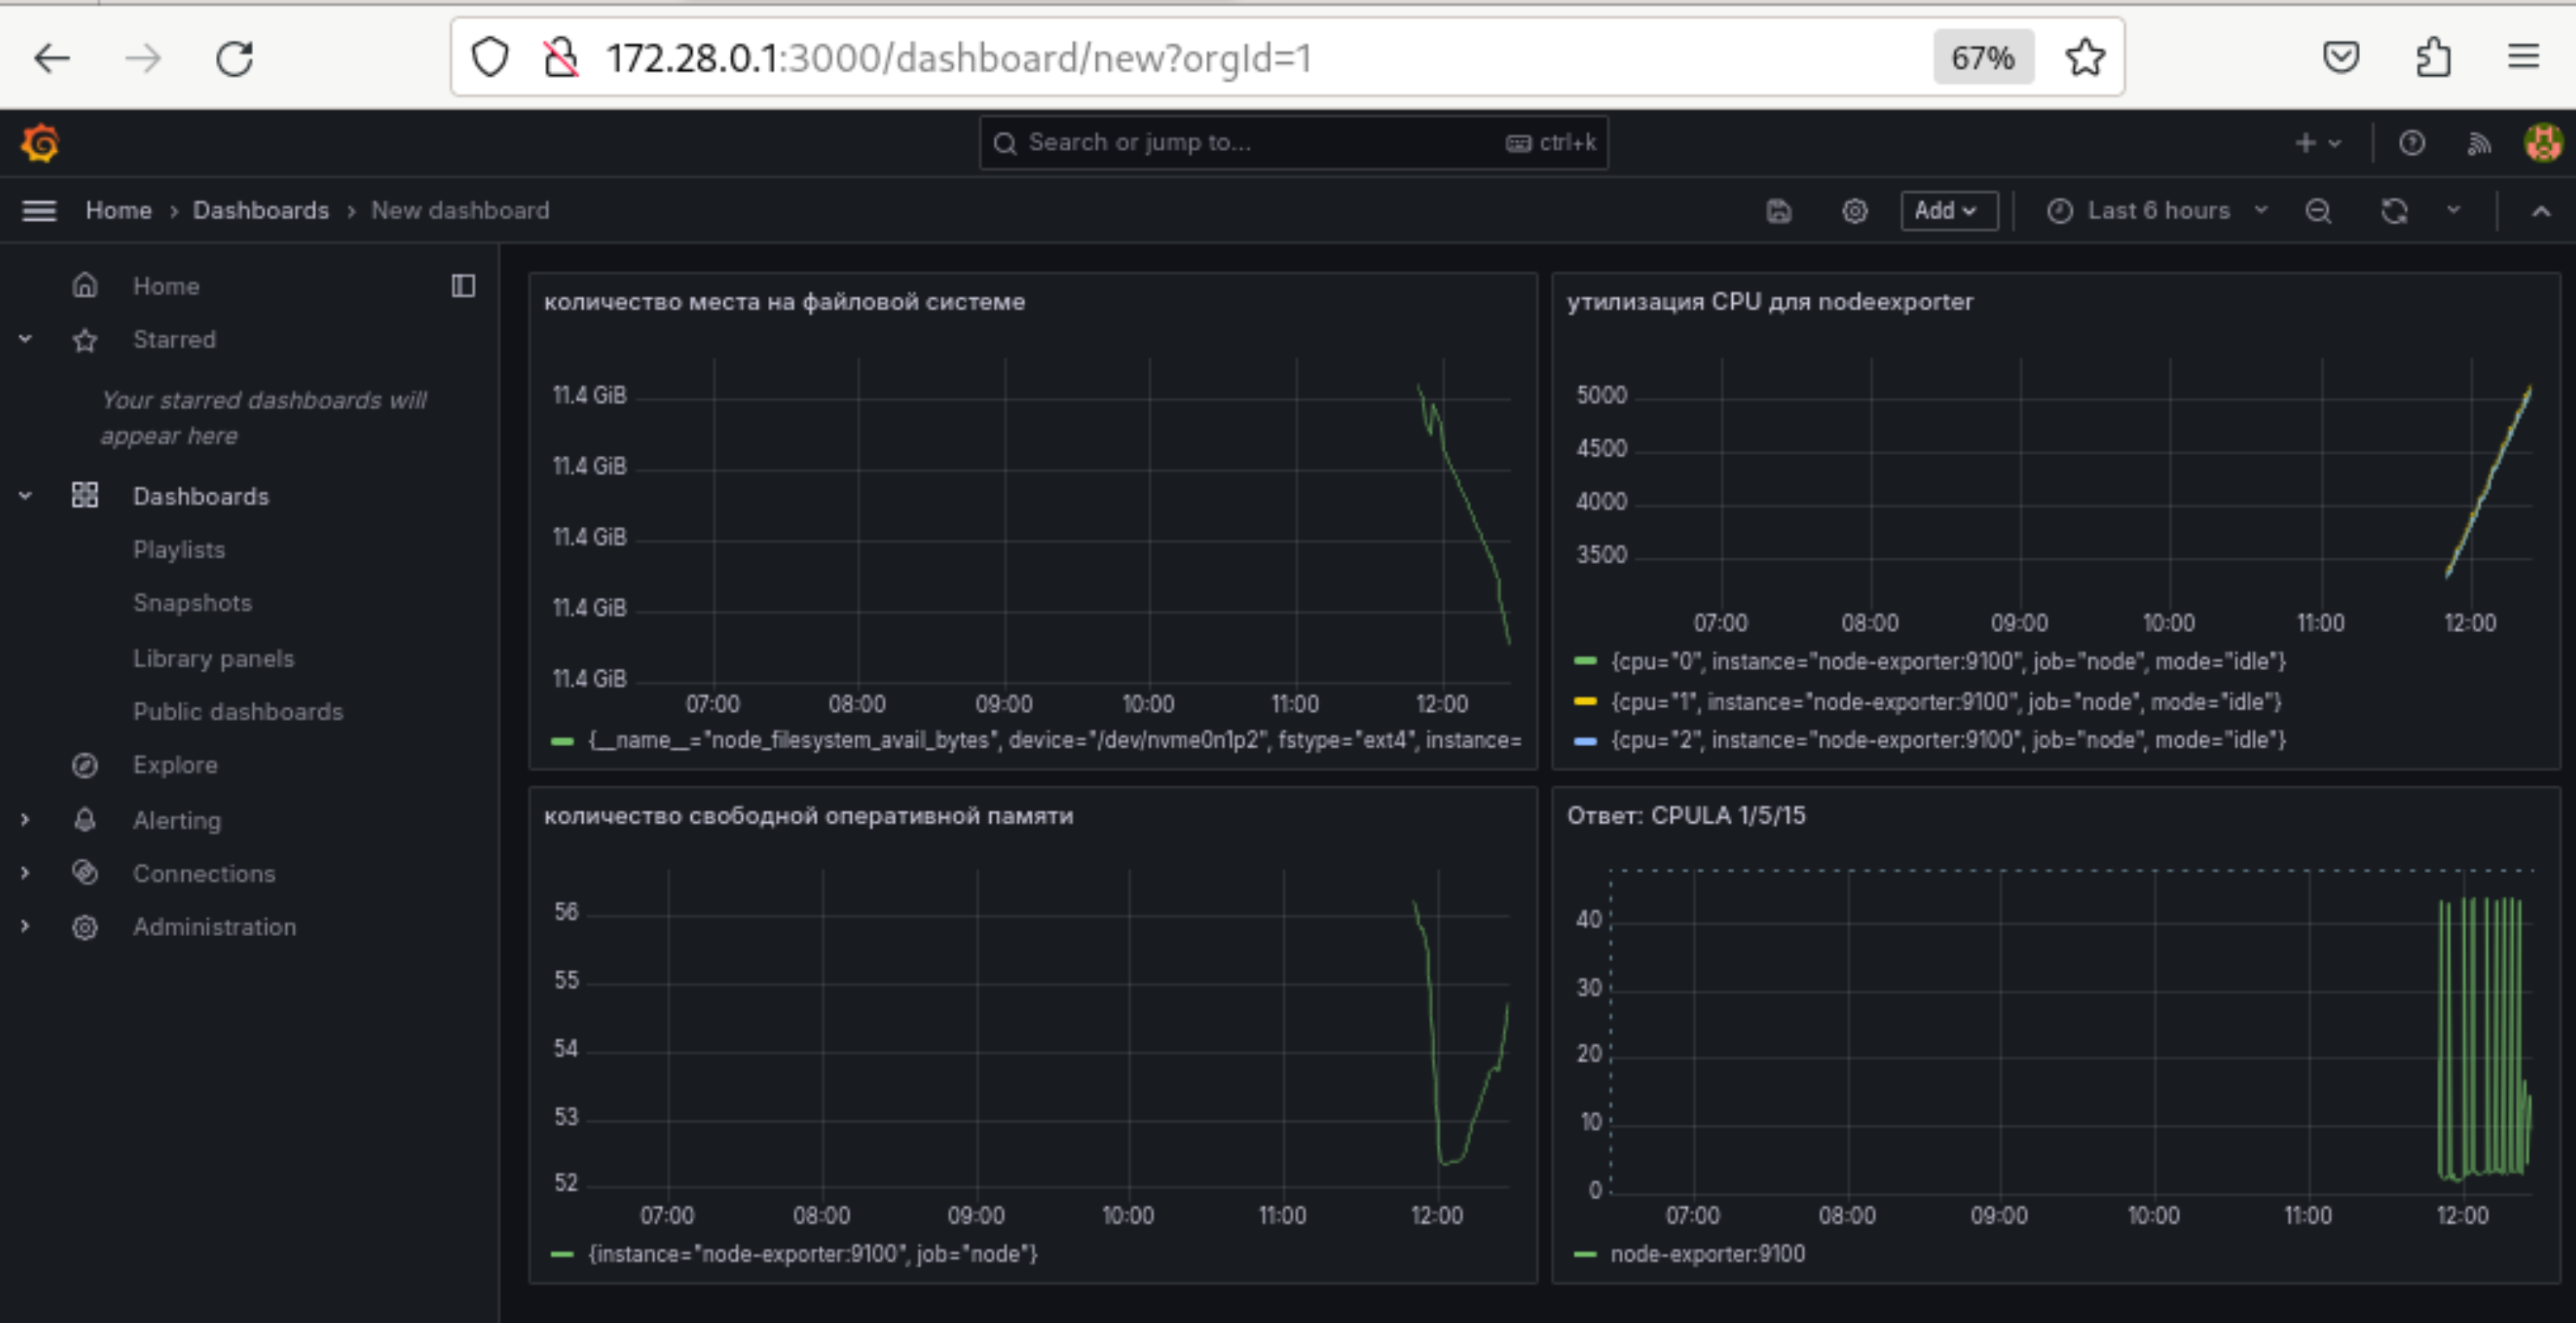 172.28.0.1:3000/dashboard/new?orgId=1
67%
Search or jump to...
ctrl+k
Home › Dashboards › New dashboard
Add
Last 6 hours
Home
Starred
Your starred dashboards will
appear here
Dashboards
Playlists
Snapshots
Library panels
Public dashboards
Explore
Alerting
Connections
Administration
количество места на файловой системе
11.4 GiB
11.4 GiB
11.4 GiB
11.4 GiB
11.4 GiB
07:00 08:00 09:00 10:00 11:00 12:00
{__name__="node_filesystem_avail_bytes", device="/dev/nvme0n1p2", fstype="ext4", instance=
утилизация CPU для nodeexporter
5000
4500
4000
3500
07:00 08:00 09:00 10:00 11:00 12:00
{cpu="0", instance="node-exporter:9100", job="node", mode="idle"}
{cpu="1", instance="node-exporter:9100", job="node", mode="idle"}
{cpu="2", instance="node-exporter:9100", job="node", mode="idle"}
количество свободной оперативной памяти
56
55
54
53
52
07:00 08:00 09:00 10:00 11:00 12:00
{instance="node-exporter:9100", job="node"}
Ответ: CPULA 1/5/15
40
30
20
10
0
07:00 08:00 09:00 10:00 11:00 12:00
node-exporter:9100